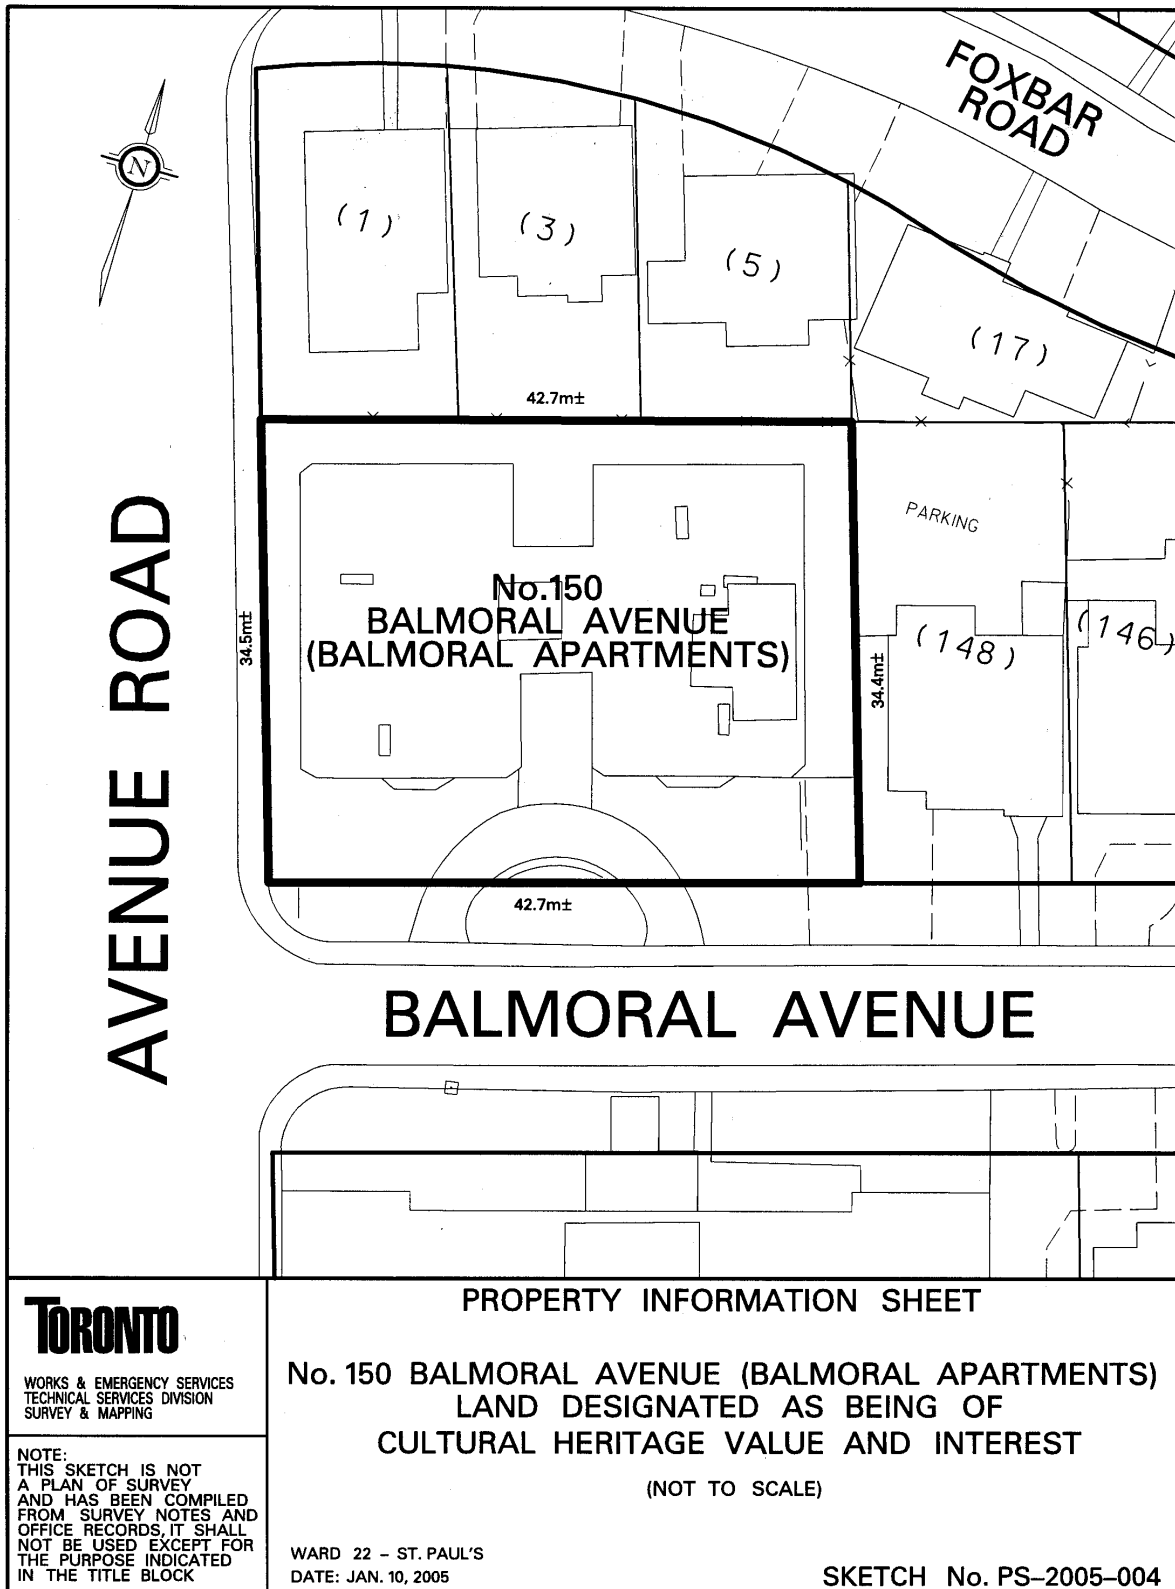 FOXBAR
ROAD
N
(1)
(3)
(5)
(17)
42.7m±
PARKING
AVENUE ROAD
34.5m±
No.150
BALMORAL AVENUE
(BALMORAL APARTMENTS)
34.4m±
(148)
(146)
42.7m±
BALMORAL AVENUE
TORONTO
WORKS & EMERGENCY SERVICES
TECHNICAL SERVICES DIVISION
SURVEY & MAPPING
NOTE:
THIS SKETCH IS NOT
A PLAN OF SURVEY
AND HAS BEEN COMPILED
FROM SURVEY NOTES AND
OFFICE RECORDS, IT SHALL
NOT BE USED EXCEPT FOR
THE PURPOSE INDICATED
IN THE TITLE BLOCK
PROPERTY INFORMATION SHEET
No. 150 BALMORAL AVENUE (BALMORAL APARTMENTS)
LAND DESIGNATED AS BEING OF
CULTURAL HERITAGE VALUE AND INTEREST
(NOT TO SCALE)
WARD 22 - ST. PAUL'S
DATE: JAN. 10, 2005
SKETCH No. PS-2005-004